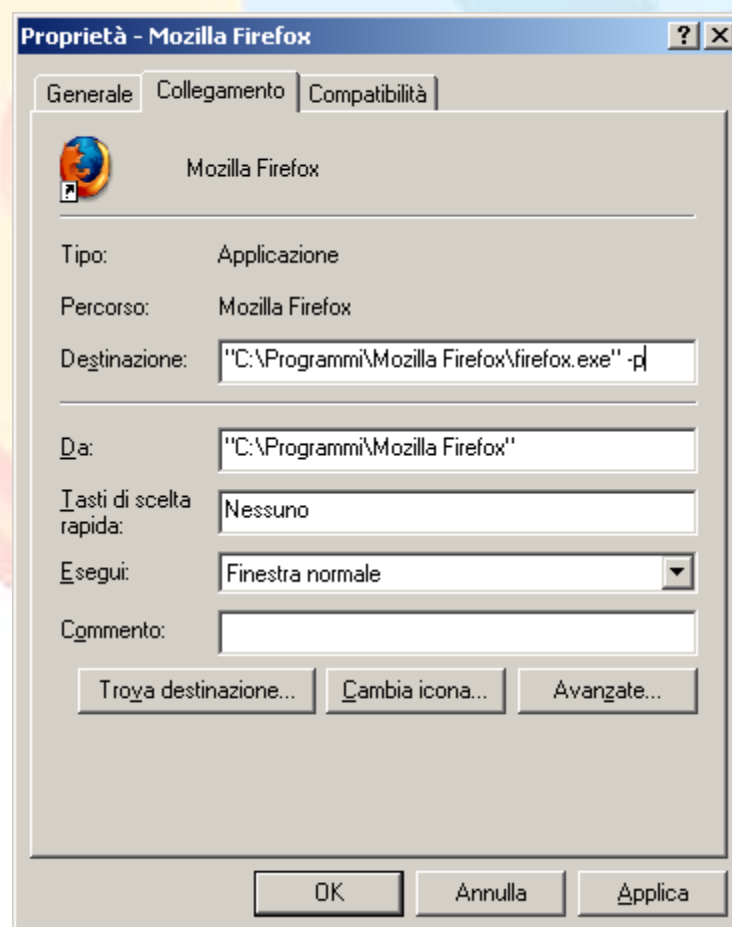 Proprietà - Mozilla Firefox
Generale Collegamento Compatibilità
Mozilla Firefox
Tipo: Applicazione
Percorso: Mozilla Firefox
Destinazione: "C:\Programmi\Mozilla Firefox\firefox.exe" -p
Da: "C:\Programmi\Mozilla Firefox"
Tasti di scelta rapida: Nessuno
Esegui: Finestra normale
Commento:
Trova destinazione... Cambia icona... Avanzate...
OK Annulla Applica